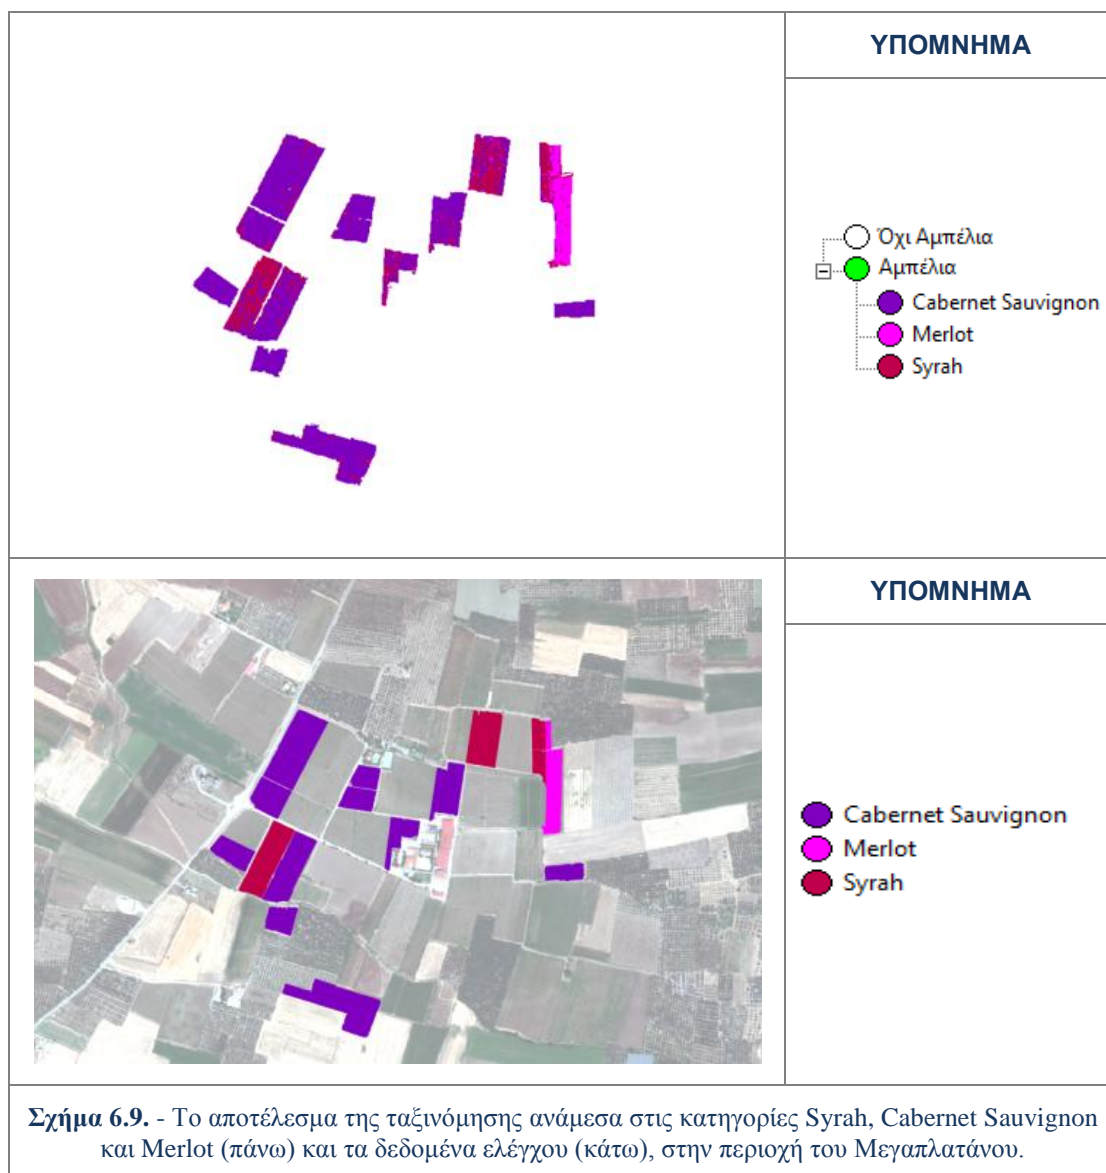 ΥΠΟΜΝΗΜΑ
Όχι Αμπέλια
Αμπέλια
Cabernet Sauvignon
Merlot
Syrah
ΥΠΟΜΝΗΜΑ
Cabernet Sauvignon
Merlot
Syrah
Σχήμα 6.9. - Το αποτέλεσμα της ταξινόμησης ανάμεσα στις κατηγορίες Syrah, Cabernet Sauvignon
και Merlot (πάνω) και τα δεδομένα ελέγχου (κάτω), στην περιοχή του Μεγαπλατάνου.